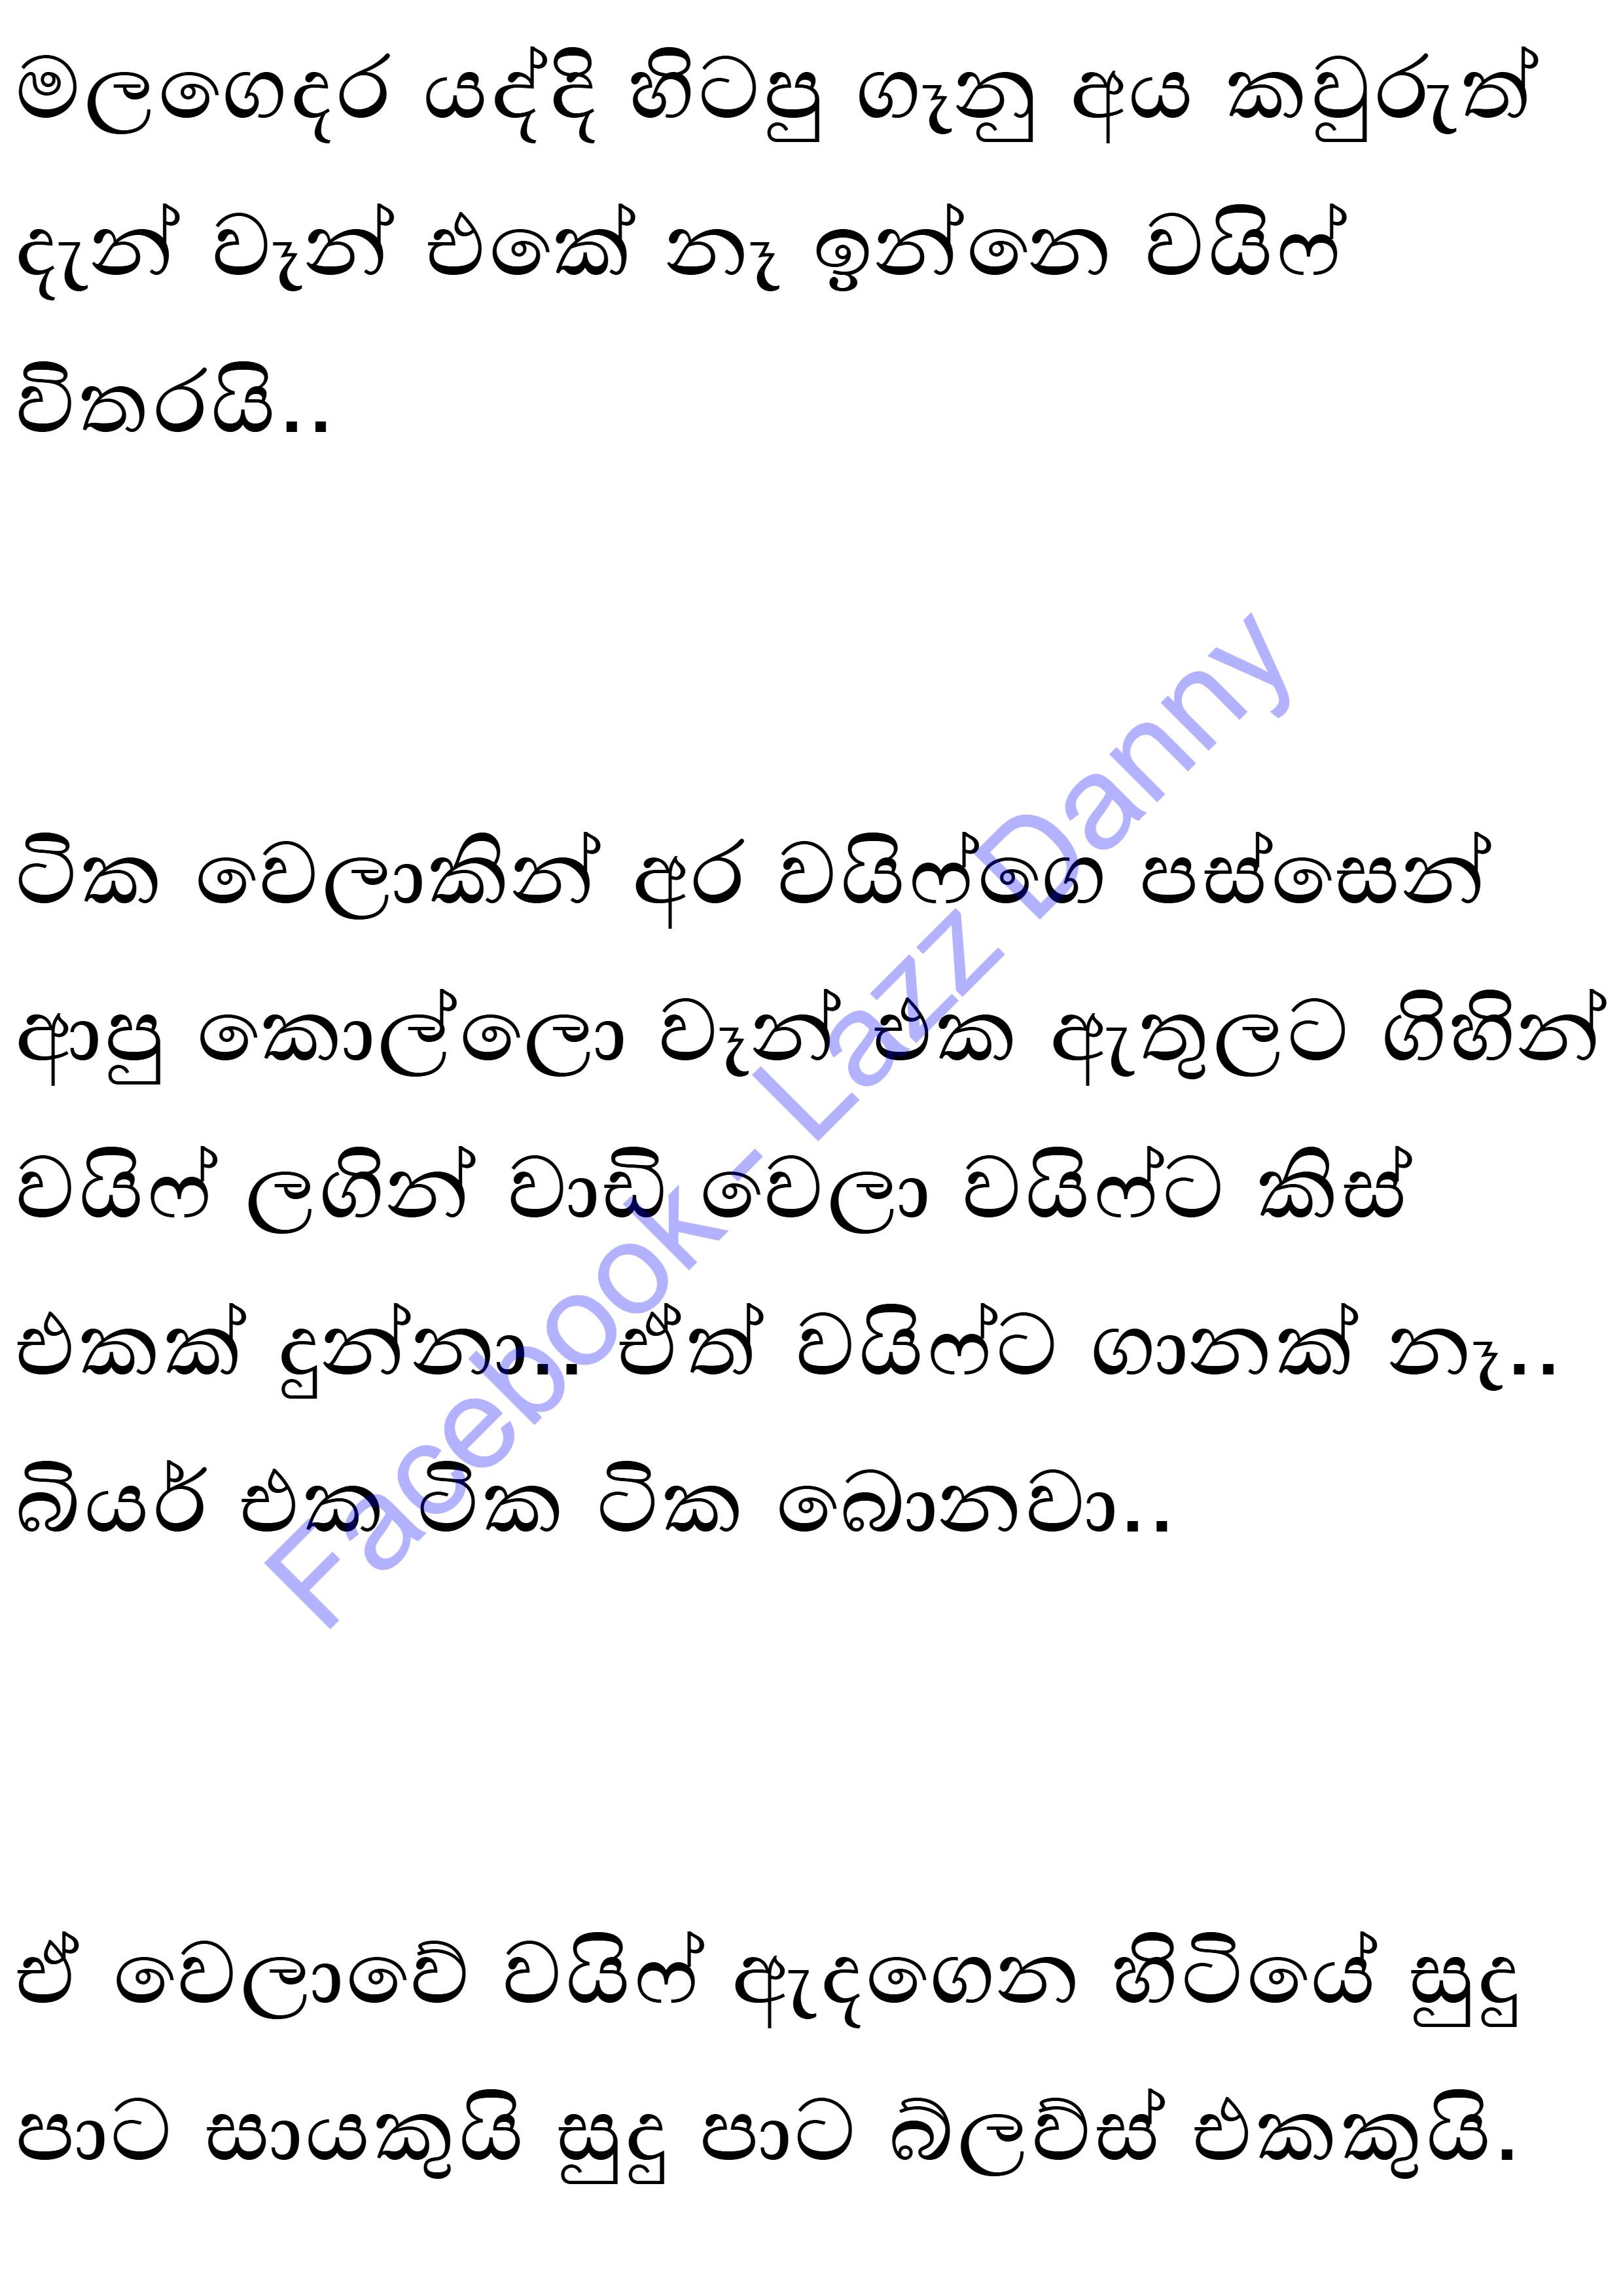 මලගෙදර යද්දි හිටපු ගෑනු අය කවුරුත්
දැන් වෑන් එකේ නෑ ඉන්නෙ වයිෆ්
විතරයි..
ටික වෙලාකින් අර වයිෆ්ගෙ පස්සෙන්
ආපු කොල්ලො වෑන් එක ඇතුලට ගිහින්
වයිෆ් ලගින් වාඩි වෙලා වයිෆ්ට කිස්
එකක් දුන්නා.. ඒත් වයිෆ්ට ගානක් නෑ..
බියර් එක ටික ටික බොනවා..
ඒ වෙලාවේ වයිෆ් ඇදගෙන හිටියේ සුදු
පාට සායකුයි සුදු පාට බ්ලව්ස් එකකුයි.
Facebook - Lazz Danny